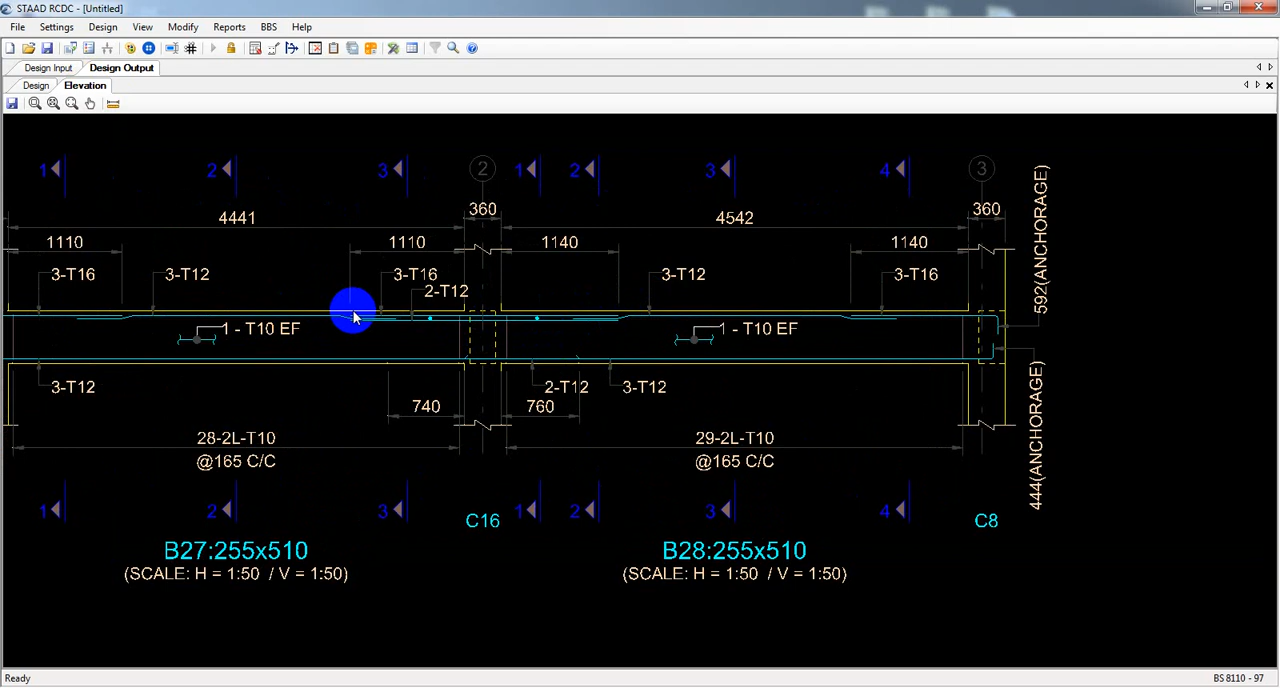 STAAD RCDC - [Untitled]
File Settings Design View Modify Reports BBS Help
Design Input Design Output
Design Elevation
1 2 3 2 1 2 3 4 3
4441 360 4542 360
1110 1110 1140 1140
3-T16 3-T12 3-T16 3-T12 3-T16
2-T12
592(ANCHORAGE)
1 - T10 EF 1 - T10 EF
3-T12 2-T12 3-T12
740 760
444(ANCHORAGE)
28-2L-T10 29-2L-T10
@165 C/C @165 C/C
1 2 3 1 2 3 4
C16 C8
B27:255x510 B28:255x510
(SCALE: H = 1:50 / V = 1:50) (SCALE: H = 1:50 / V = 1:50)
Ready BS 8110 - 97